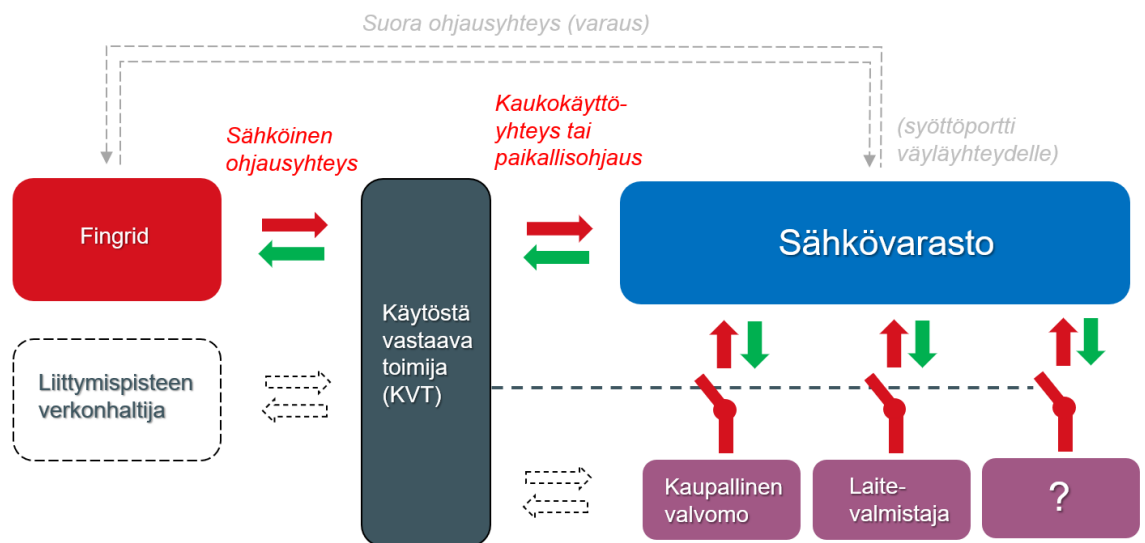 Suora ohjausyhteys (varaus)
Sähköinen
ohjausyhteys
Kaukokäyttö-
yhteys tai
paikallisohjaus
(syöttöportti
väyläyhteydelle)
Fingrid
Sähkövarasto
Käytöstä
vastaava
toimija
(KVT)
Liittymispisteen
verkonhaltija
Kaupallinen
valvomo
Laite-
valmistaja
?